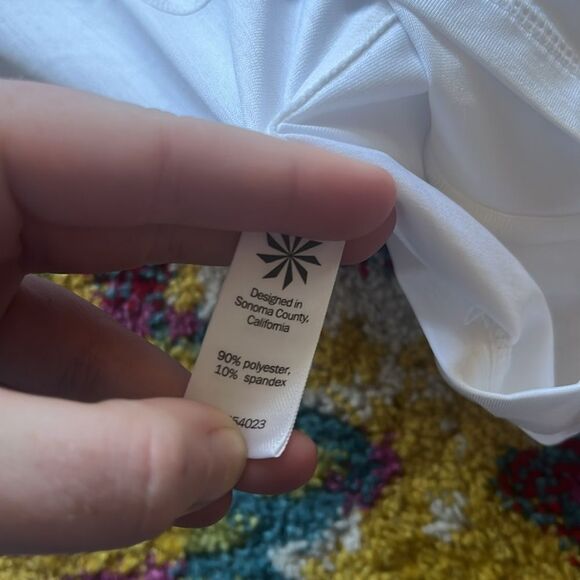 Designed in
Sonoma County,
California
90% polyester,
10% spandex
54023